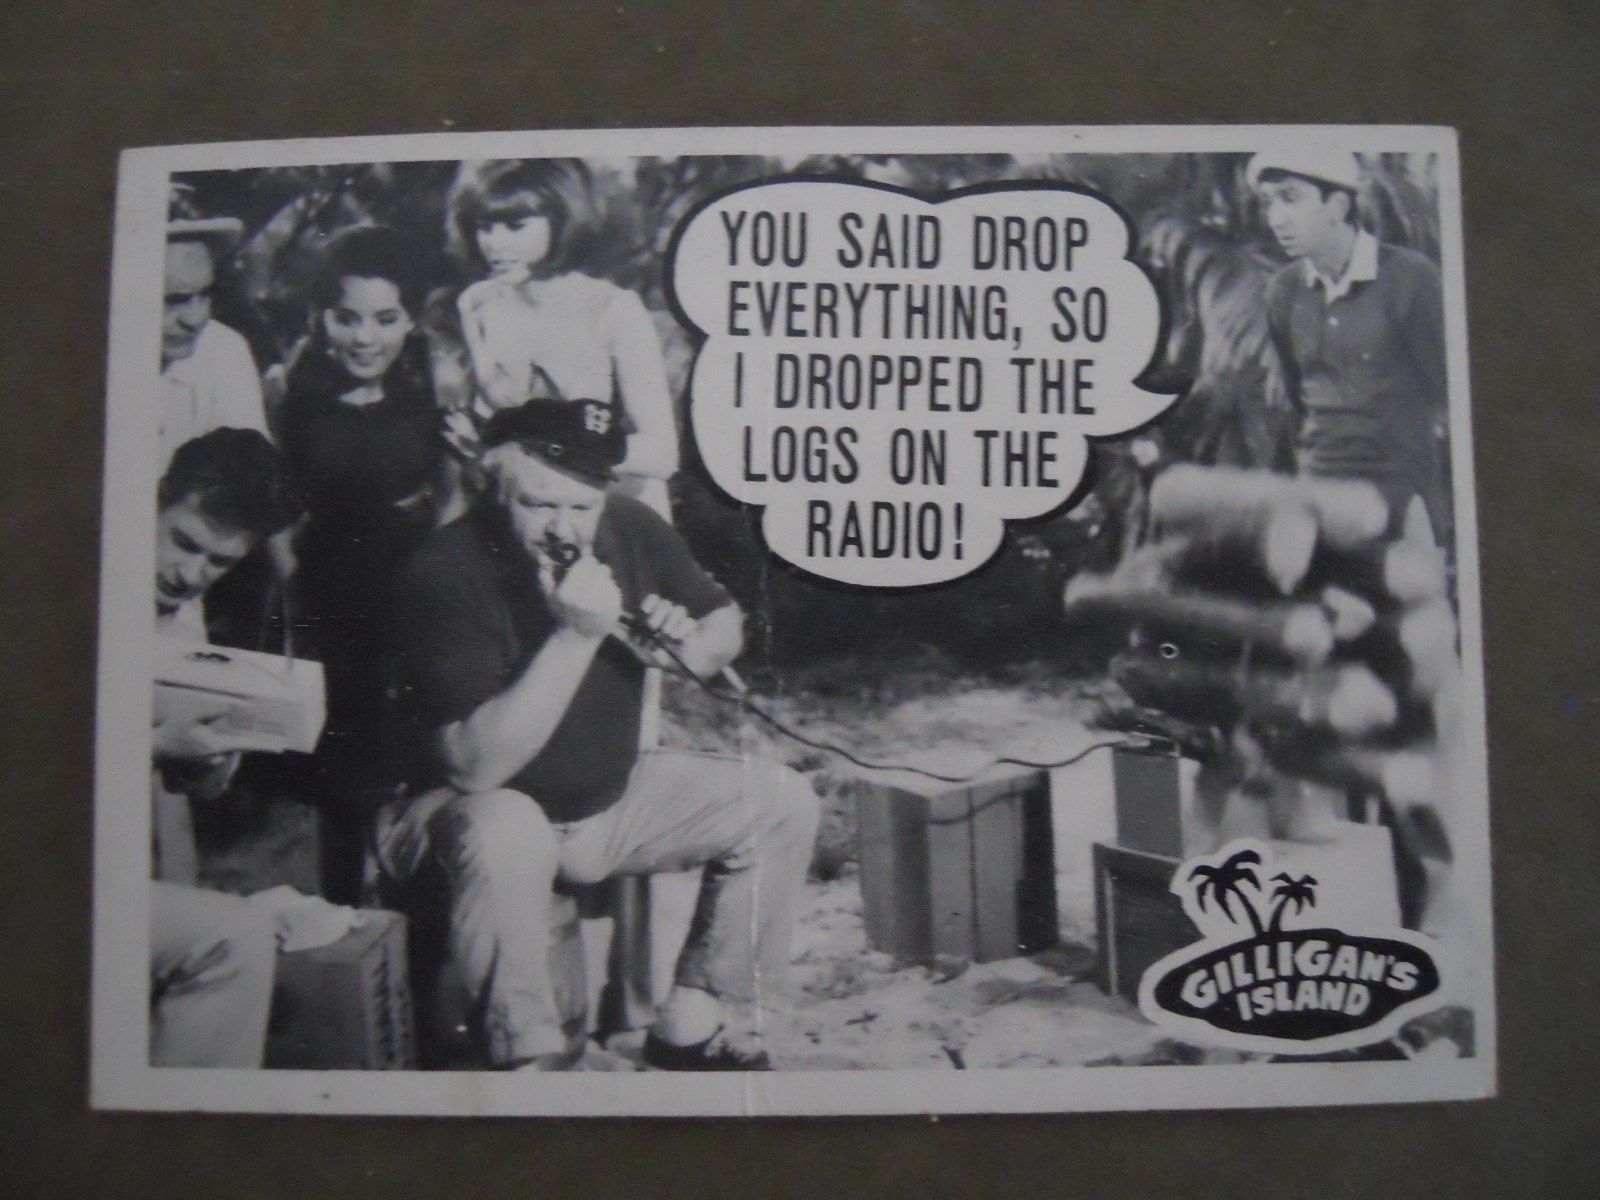 YOU SAID DROP
EVERYTHING, SO
I DROPPED THE
LOGS ON THE
RADIO!
GILLIGAN'S
ISLAND